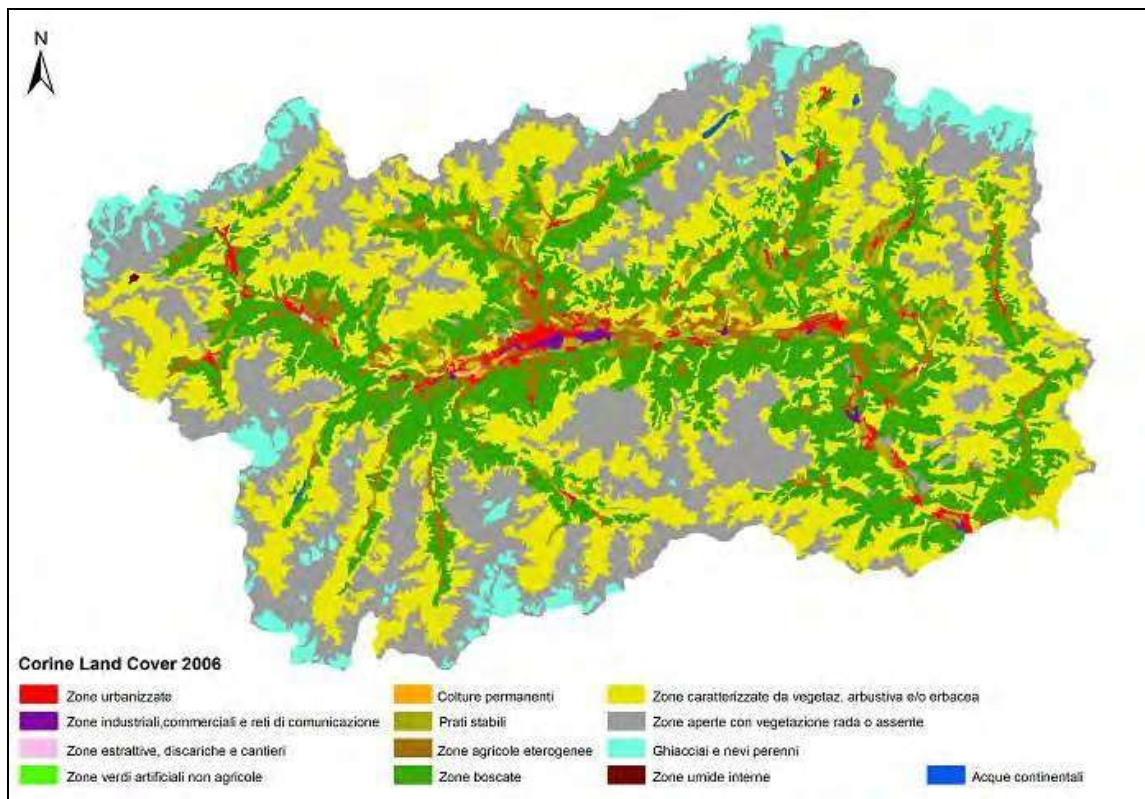 N
Corine Land Cover 2006
Zone urbanizzate
Zone industriali,commerciali e reti di comunicazione
Zone estrattive, discariche e cantieri
Zone verdi artificiali non agricole
Colture permanenti
Prati stabili
Zone agricole eterogenee
Zone boscate
Zone caratterizzate da vegetaz. arbustiva e/o erbacea
Zone aperte con vegetazione rada o assente
Ghiacciai e nevi perenni
Zone umide interne
Acque continentali